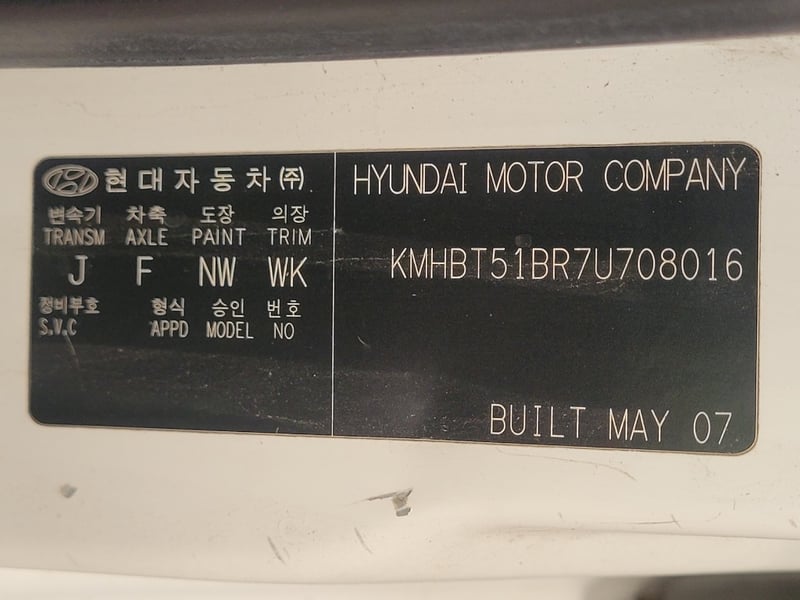 현대자동차㈜
변속기 차축 도장 의장
TRANSM AXLE PAINT TRIM
J F NW WK
정비부호 형식 승인 번호
S.V.C APPD MODEL NO
HYUNDAI MOTOR COMPANY
KMHBT51BR7U708016
BUILT MAY 07